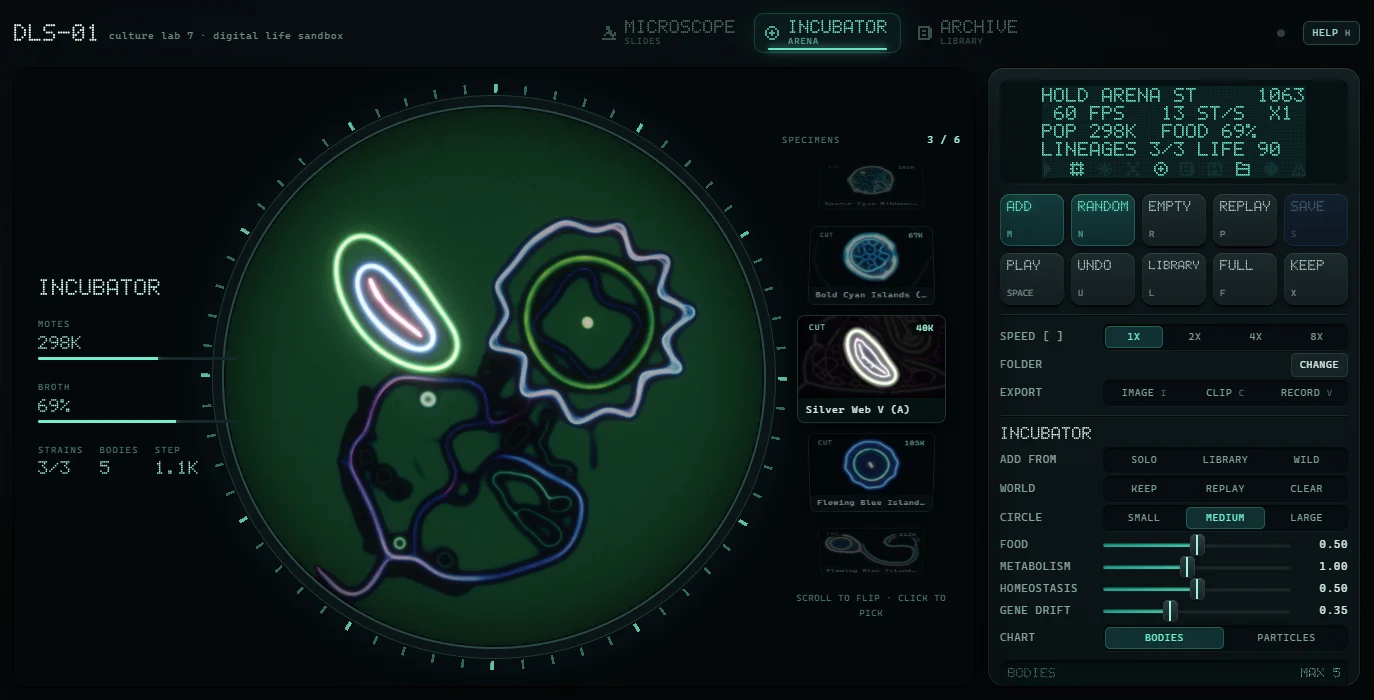 DLS-01 culture lab 7 · digital life sandbox
MICROSCOPE
SLIDES
INCUBATOR
ARENA
ARCHIVE
LIBRARY
HELP H
INCUBATOR
MOTES
298K
BROTH
69%
STRAINS BODIES STEP
3/3 5 1.1K
SPECIMENS 3 / 6
CUT 67K
Bold Cyan Islands (…
CUT 40K
Silver Web V (A)
CUT 105K
Flowing Blue Island…
Flowing Blue Island…
SCROLL TO FLIP · CLICK TO
PICK
HOLD ARENA ST 1063
60 FPS 13 ST/S X1
POP 298K FOOD 69%
LINEAGES 3/3 LIFE 90
ADD RANDOM EMPTY REPLAY SAVE
M N R P S
PLAY UNDO LIBRARY FULL KEEP
SPACE U L F X
SPEED [ ] 1X 2X 4X 8X
FOLDER CHANGE
EXPORT IMAGE I CLIP C RECORD V
INCUBATOR
ADD FROM SOLO LIBRARY WILD
WORLD KEEP REPLAY CLEAR
CIRCLE SMALL MEDIUM LARGE
FOOD 0.50
METABOLISM 1.00
HOMEOSTASIS 0.50
GENE DRIFT 0.35
CHART BODIES PARTICLES
BODIES MAX 5